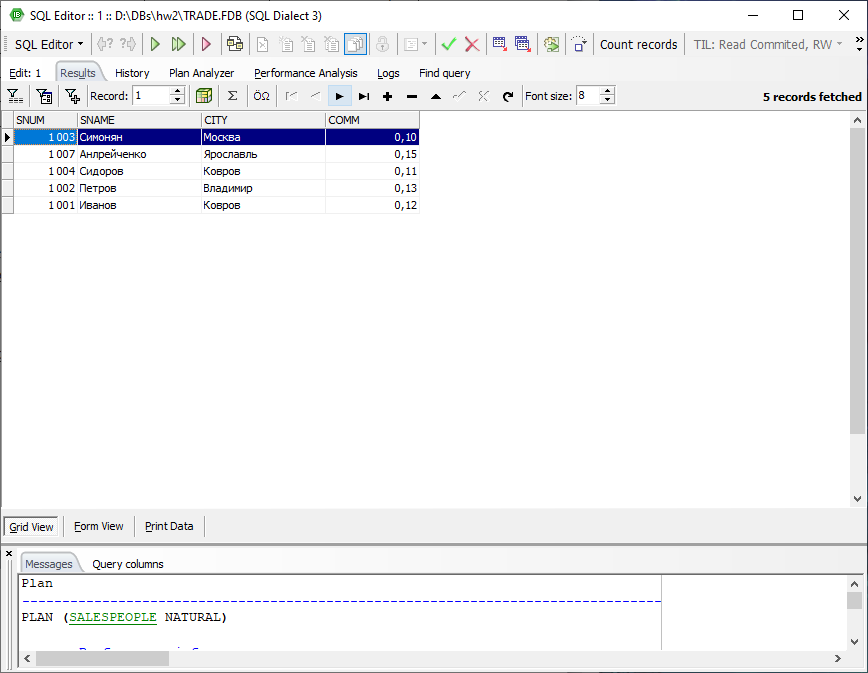 SQL Editor :: 1 :: D:\DBs\hw2\TRADE.FDB (SQL Dialect 3)
SQL Editor Count records TIL: Read Commited, RW
Edit: 1 Results History Plan Analyzer Performance Analysis Logs Find query
Record: 1 Σ ÖΩ Font size: 8 5 records fetched
SNUM SNAME CITY COMM
1 003 Симонян Москва 0,10
1 007 Анлрейченко Ярославль 0,15
1 004 Сидоров Ковров 0,11
1 002 Петров Владимир 0,13
1 001 Иванов Ковров 0,12
Grid View Form View Print Data
Messages Query columns
Plan
--------------------------------------------------------------------------------
PLAN (SALESPEOPLE NATURAL)